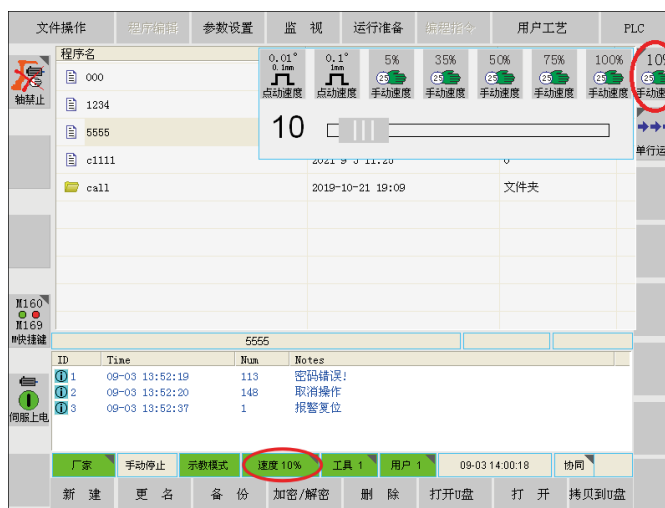 文件操作 程序编辑 参数设置 监 视 运行准备 编程指令 用户工艺 PLC
程序名
0.01° 0.1° 5% 35% 50% 75% 100% 10%
0.1mm 1mm
点动速度 点动速度 手动速度 手动速度 手动速度 手动速度 手动速度 手动速
轴禁止
000
1234
10
5555
单行运
c1111
call 2019-10-21 19:09 文件夹
M160
M169
M快捷键
5555
ID Time Num Notes
1 09-03 13:52:19 113 密码错误!
2 09-03 13:52:20 148 取消操作
3 09-03 13:52:37 1 报警复位
伺服上电
厂家 手动停止 示教模式 速度 10% 工具 1 用户 1 09-03 14:00:18 协同
新 建 更 名 备 份 加密/解密 删 除 打开U盘 打 开 拷贝到U盘